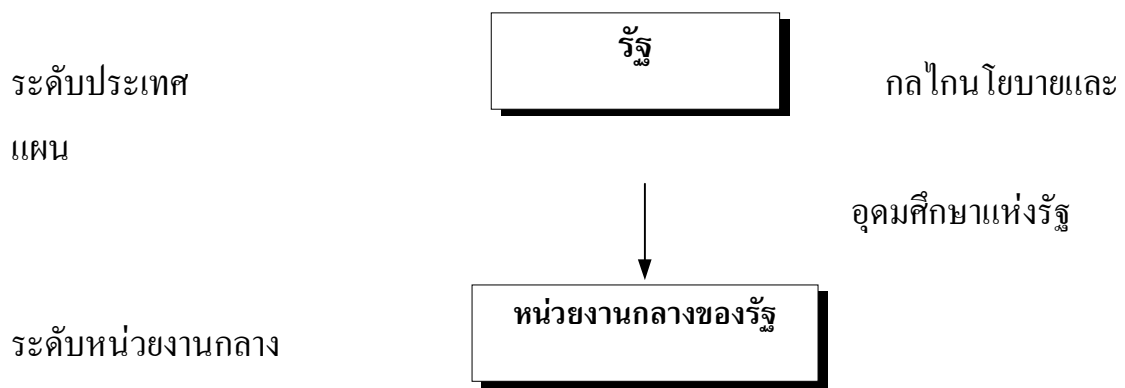 รัฐ
ระดับประเทศ กลไกนโยบายและ
แผน
อุดมศึกษาแห่งรัฐ
หน่วยงานกลางของรัฐ
ระดับหน่วยงานกลาง